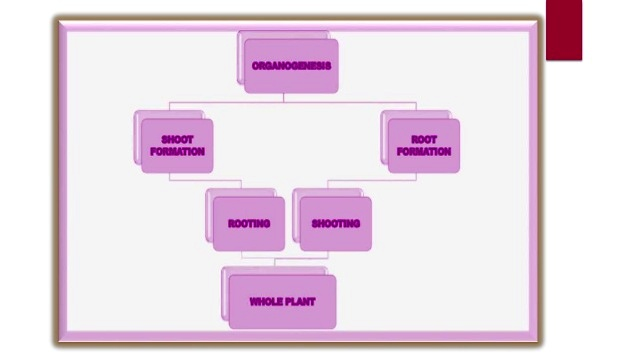 ORGANOGENESIS
SHOOT
FORMATION
ROOT
FORMATION
ROOTING
SHOOTING
WHOLE PLANT